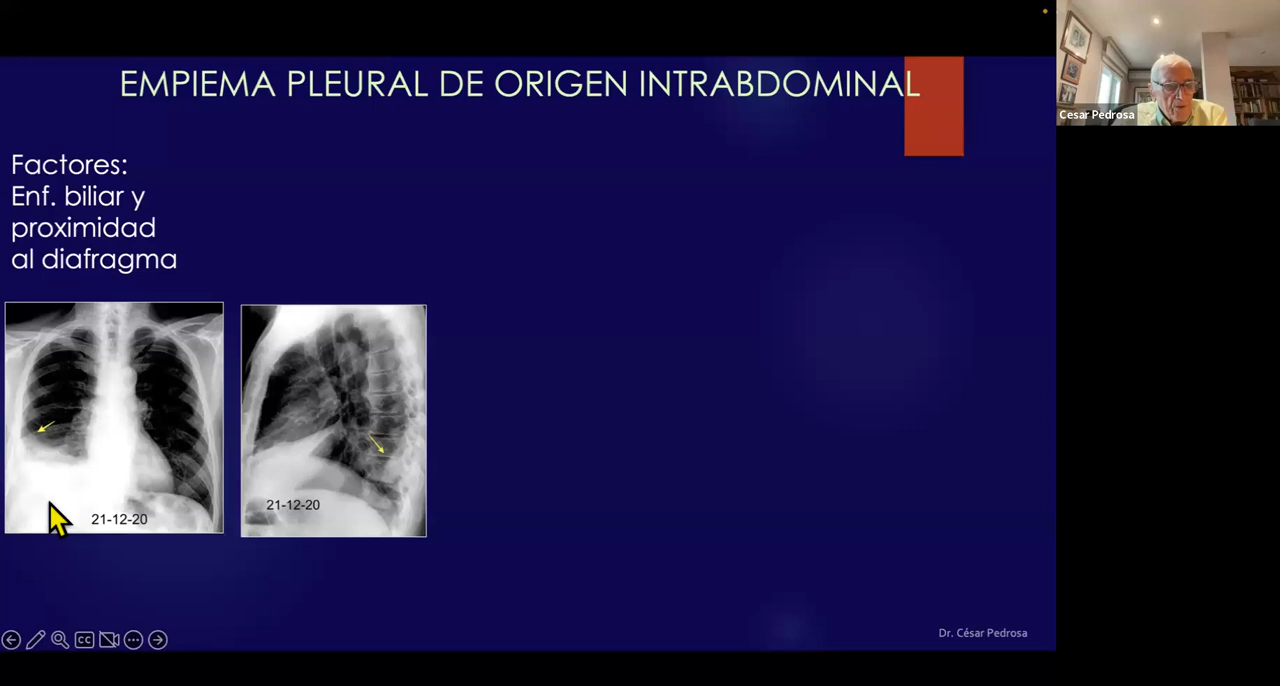 EMPIEMA PLEURAL DE ORIGEN INTRABDOMINAL
Cesar Pedrosa
Factores:
Enf. biliar y
proximidad
al diafragma
21-12-20
21-12-20
Dr. César Pedrosa
CC